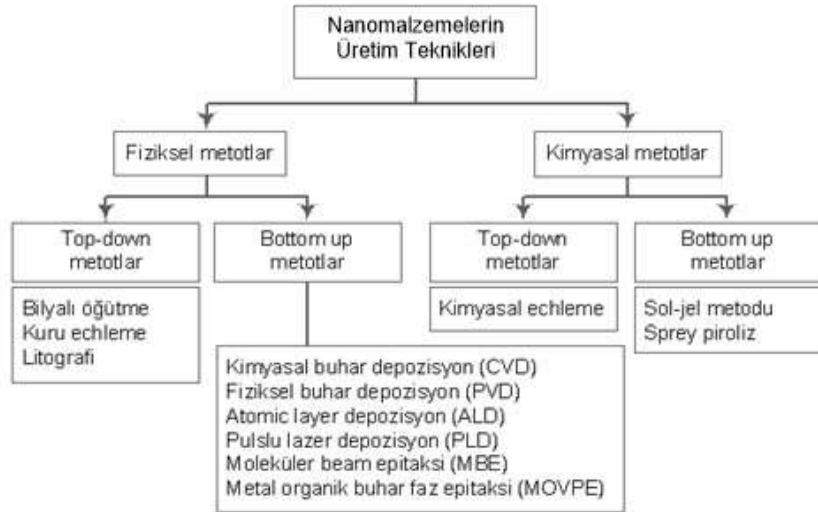 Nanomalzemelerin
Üretim Teknikleri
Fiziksel metotlar
Kimyasal metotlar
Top-down
metotlar
Bottom up
metotlar
Top-down
metotlar
Bottom up
metotlar
Bilyalı öğütme
Kuru echleme
Litografi
Kimyasal echleme
Sol-jel metodu
Sprey piroliz
Kimyasal buhar depozisyon (CVD)
Fiziksel buhar depozisyon (PVD)
Atomic layer depozisyon (ALD)
Pulslu lazer depozisyon (PLD)
Moleküler beam epitaksi (MBE)
Metal organik buhar faz epitaksi (MOVPE)